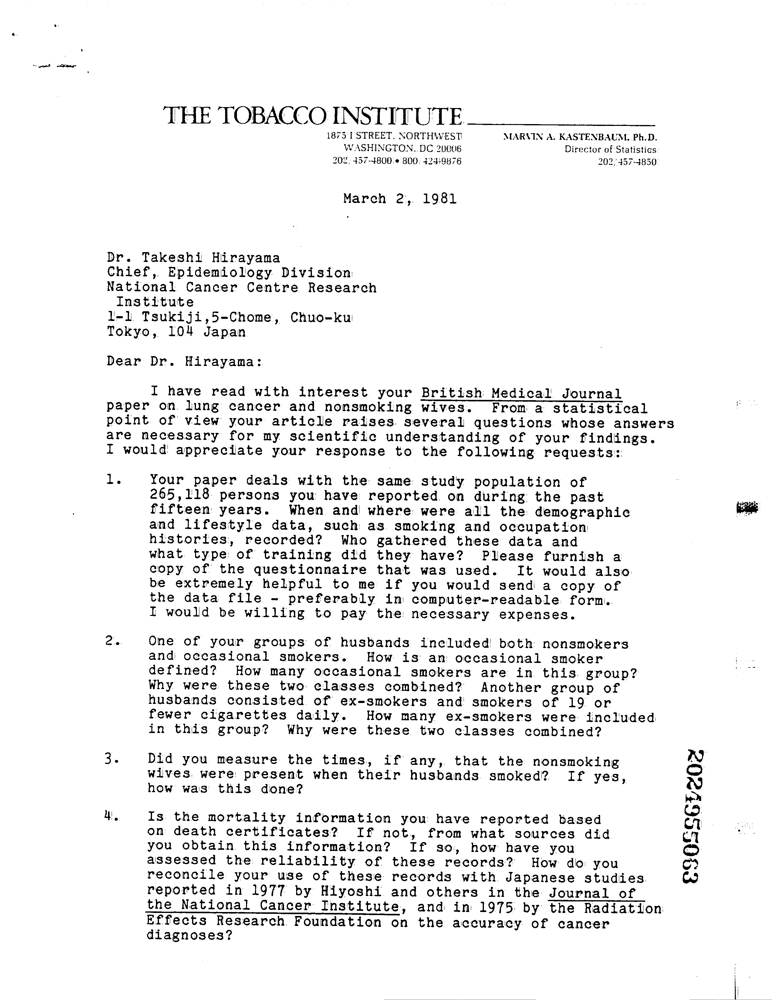 THE TOBACCO INSTITUTE
1875 I STREET, NORTHWEST
WASHINGTON, DC 20006
202/457-4800 • 800/424-9876
MARVIN A. KASTENBAUM, Ph.D.
Director of Statistics
202/457-4850
March 2, 1981
Dr. Takeshi Hirayama
Chief, Epidemiology Division
National Cancer Centre Research
Institute
1-1 Tsukiji,5-Chome, Chuo-ku
Tokyo, 104 Japan
Dear Dr. Hirayama:
I have read with interest your British Medical Journal
paper on lung cancer and nonsmoking wives. From a statistical
point of view your article raises several questions whose answers
are necessary for my scientific understanding of your findings.
I would appreciate your response to the following requests:
1. Your paper deals with the same study population of
265,118 persons you have reported on during the past
fifteen years. When and where were all the demographic
and lifestyle data, such as smoking and occupation
histories, recorded? Who gathered these data and
what type of training did they have? Please furnish a
copy of the questionnaire that was used. It would also
be extremely helpful to me if you would send a copy of
the data file - preferably in computer-readable form.
I would be willing to pay the necessary expenses.
2. One of your groups of husbands included both nonsmokers
and occasional smokers. How is an occasional smoker
defined? How many occasional smokers are in this group?
Why were these two classes combined? Another group of
husbands consisted of ex-smokers and smokers of 19 or
fewer cigarettes daily. How many ex-smokers were included
in this group? Why were these two classes combined?
3. Did you measure the times, if any, that the nonsmoking
wives were present when their husbands smoked? If yes,
how was this done?
4. Is the mortality information you have reported based
on death certificates? If not, from what sources did
you obtain this information? If so, how have you
assessed the reliability of these records? How do you
reconcile your use of these records with Japanese studies
reported in 1977 by Hiyoshi and others in the Journal of
the National Cancer Institute, and in 1975 by the Radiation
Effects Research Foundation on the accuracy of cancer
diagnoses?
2024955063